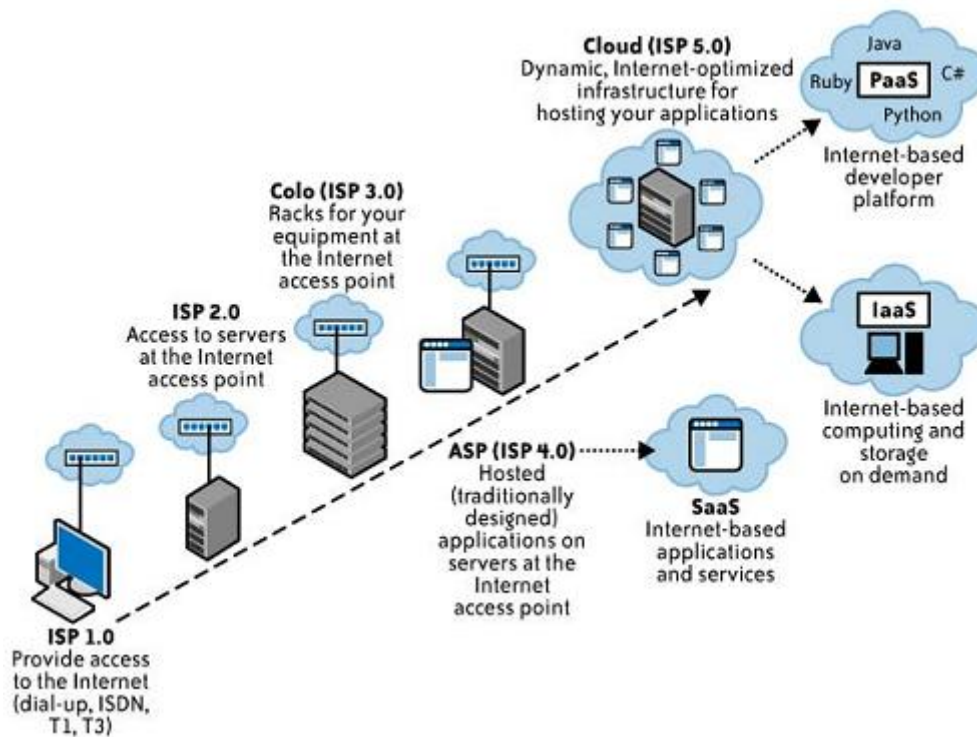 Cloud (ISP 5.0)
Dynamic, Internet-optimized
infrastructure for
hosting your applications
Java
Ruby
PaaS
C#
Python
Internet-based
developer
platform
Colo (ISP 3.0)
Racks for your
equipment at
the Internet
access point
ISP 2.0
Access to servers
at the Internet
access point
IaaS
Internet-based
computing and
storage
on demand
ASP (ISP 4.0)
Hosted
(traditionally
designed)
applications on
servers at the
Internet
access point
SaaS
Internet-based
applications
and services
ISP 1.0
Provide access
to the Internet
(dial-up, ISDN,
T1, T3)